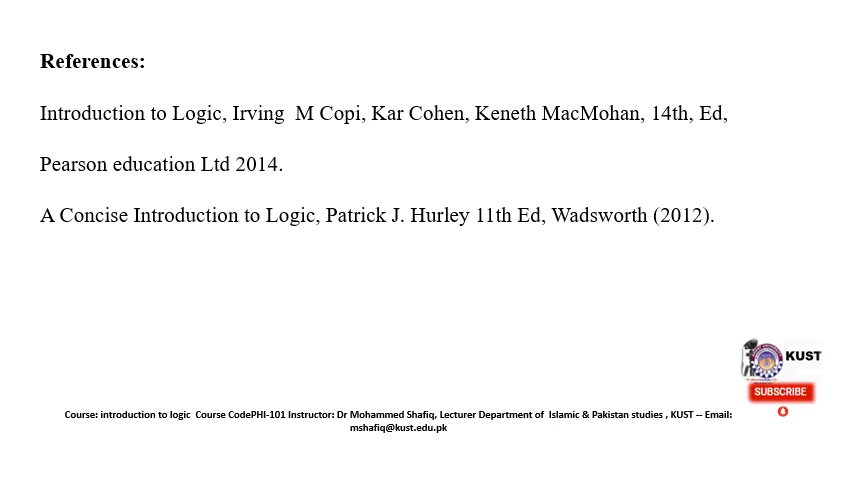 References:
Introduction to Logic, Irving  M Copi, Kar Cohen, Keneth MacMohan, 14th, Ed,
Pearson education Ltd 2014.
A Concise Introduction to Logic, Patrick J. Hurley 11th Ed, Wadsworth (2012).
KUST
SUBSCRIBE
Course: introduction to logic  Course CodePHI-101 Instructor: Dr Mohammed Shafiq, Lecturer Department of  Islamic & Pakistan studies , KUST -- Email:
mshafiq@kust.edu.pk